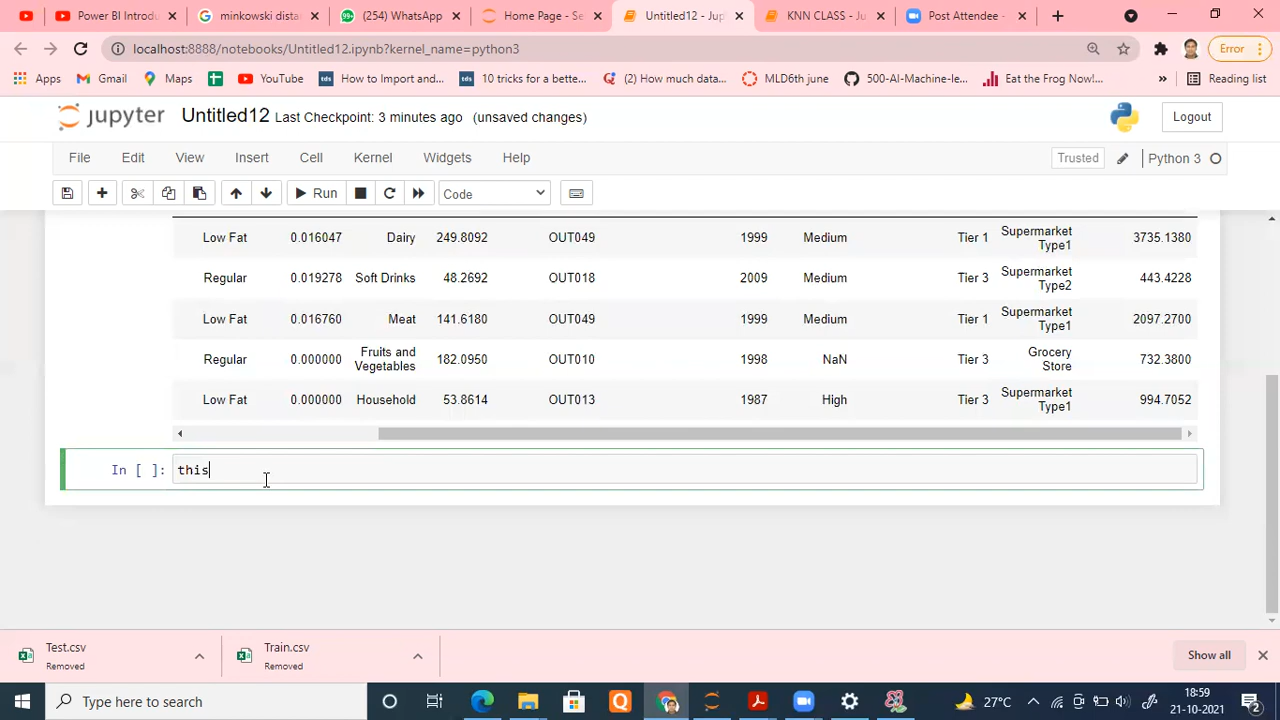 Power BI Introdu
minkowski dista
(254) WhatsApp
Home Page - Se
Untitled12 - Jup
KNN CLASS - Ju
Post Attendee -
localhost:8888/notebooks/Untitled12.ipynb?kernel_name=python3
Error
Apps
Gmail
Maps
YouTube
tds
How to Import and...
tds
10 tricks for a bette...
(2) How much data...
MLD6th june
500-AI-Machine-le...
Eat the Frog Now!...
»
Reading list
jupyter
Untitled12 Last Checkpoint: 3 minutes ago (unsaved changes)
Logout
File Edit View Insert Cell Kernel Widgets Help
Trusted
Python 3
Run
Code
Low Fat 0.016047 Dairy 249.8092 OUT049 1999 Medium Tier 1 Supermarket Type1 3735.1380
Regular 0.019278 Soft Drinks 48.2692 OUT018 2009 Medium Tier 3 Supermarket Type2 443.4228
Low Fat 0.016760 Meat 141.6180 OUT049 1999 Medium Tier 1 Supermarket Type1 2097.2700
Regular 0.000000 Fruits and Vegetables 182.0950 OUT010 1998 NaN Tier 3 Grocery Store 732.3800
Low Fat 0.000000 Household 53.8614 OUT013 1987 High Tier 3 Supermarket Type1 994.7052
In [ ]: this
Test.csv
Removed
Train.csv
Removed
Show all
Type here to search
27°C
18:59
21-10-2021
2